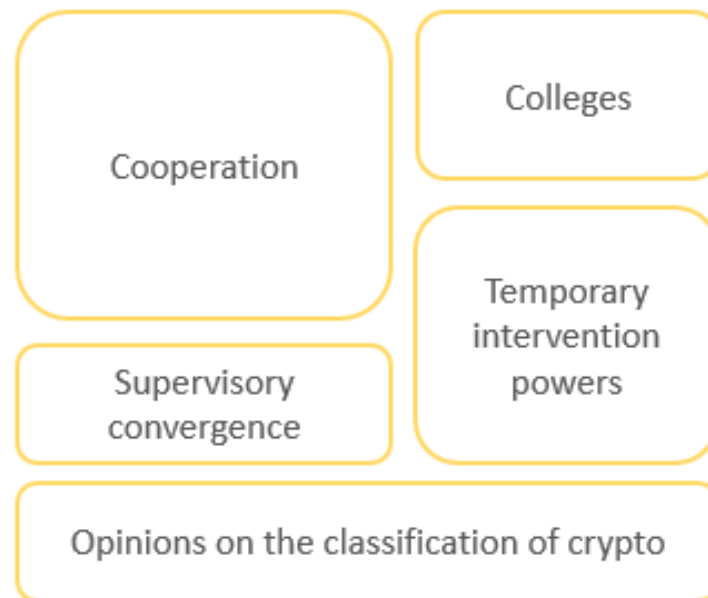 Cooperation
Colleges
Temporary
intervention
powers
Supervisory
convergence
Opinions on the classification of crypto